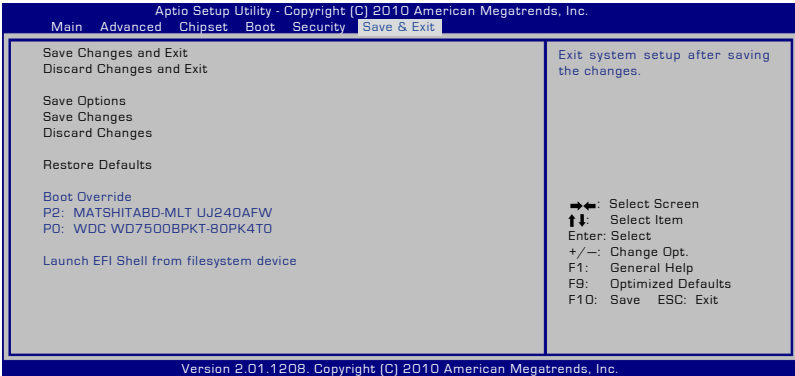 Aptio Setup Utility - Copyright (C) 2010 American Megatrends, Inc.
Main Advanced Chipset Boot Security Save & Exit
Save Changes and Exit
Discard Changes and Exit
Save Options
Save Changes
Discard Changes
Restore Defaults
Boot Override
P2: MATSHITABD-MLT UJ240AFW
P0: WDC WD7500BPKT-80PK4T0
Launch EFI Shell from filesystem device
Exit system setup after saving
the changes.
➡⬅: Select Screen
⬆⬇: Select Item
Enter: Select
+/—: Change Opt.
F1: General Help
F9: Optimized Defaults
F10: Save ESC: Exit
Version 2.01.1208. Copyright (C) 2010 American Megatrends, Inc.